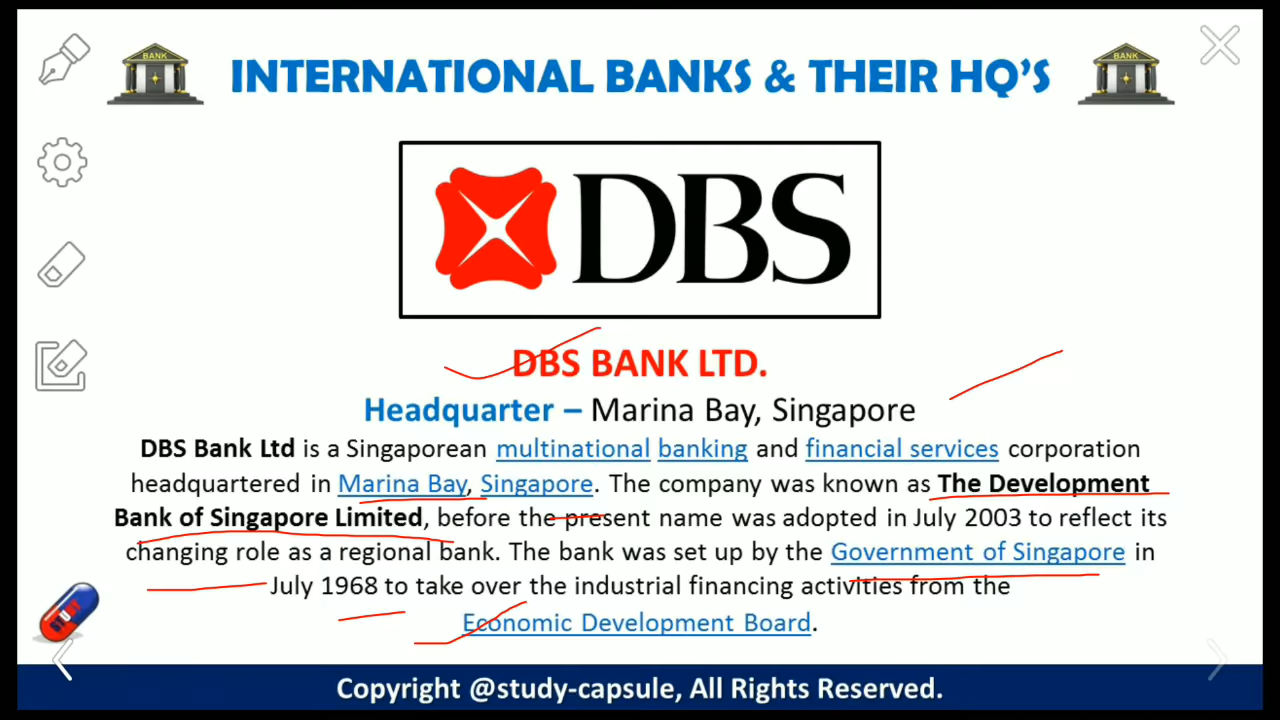 BANK
INTERNATIONAL BANKS & THEIR HQ'S
BANK
DBS
DBS BANK LTD.
Headquarter – Marina Bay, Singapore
DBS Bank Ltd is a Singaporean multinational banking and financial services corporation
headquartered in Marina Bay, Singapore. The company was known as The Development
Bank of Singapore Limited, before the present name was adopted in July 2003 to reflect its
changing role as a regional bank. The bank was set up by the Government of Singapore in
July 1968 to take over the industrial financing activities from the
Economic Development Board.
STUDY
Copyright @study-capsule, All Rights Reserved.